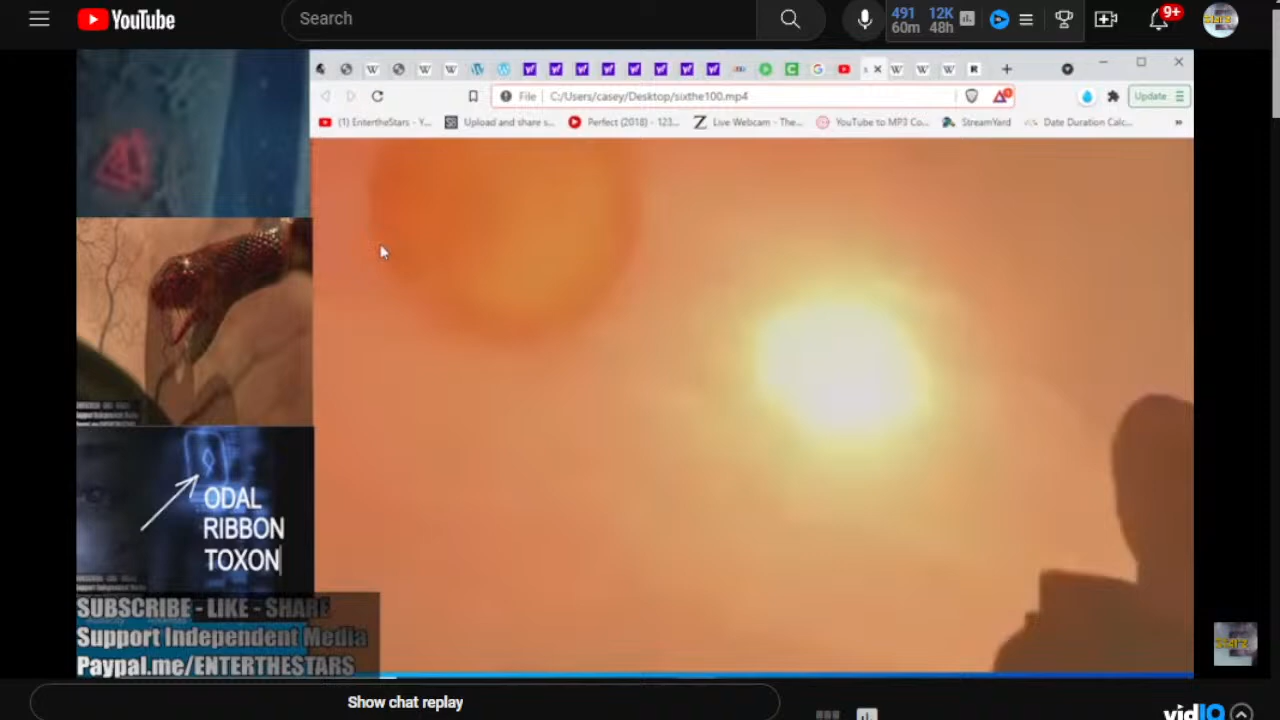 YouTube
Search
491
60m
12K
48h
9+
File
C:/Users/casey/Desktop/sixthe100.mp4
Update
(1) EntertheStars - Y...
Upload and share s...
Perfect (2018) - 123...
Live Webcam - The...
YouTube to MP3 Co...
StreamYard
Date Duration Calc...
»
ODAL
RIBBON
TOXON
SUBSCRIBE - LIKE - SHARE
Support Independent Media
Paypal.me/ENTERTHESTARS
Show chat replay
vidIQ